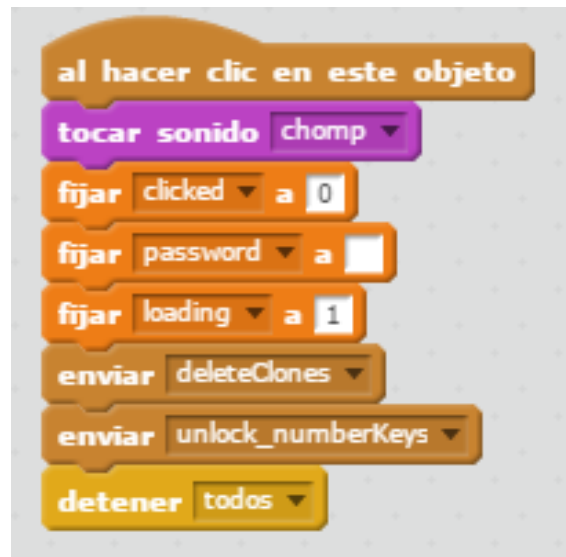 al hacer clic en este objeto
tocar sonido chomp
fijar clicked a 0
fijar password a
fijar loading a 1
enviar deleteClones
enviar unlock_numberKeys
detener todos